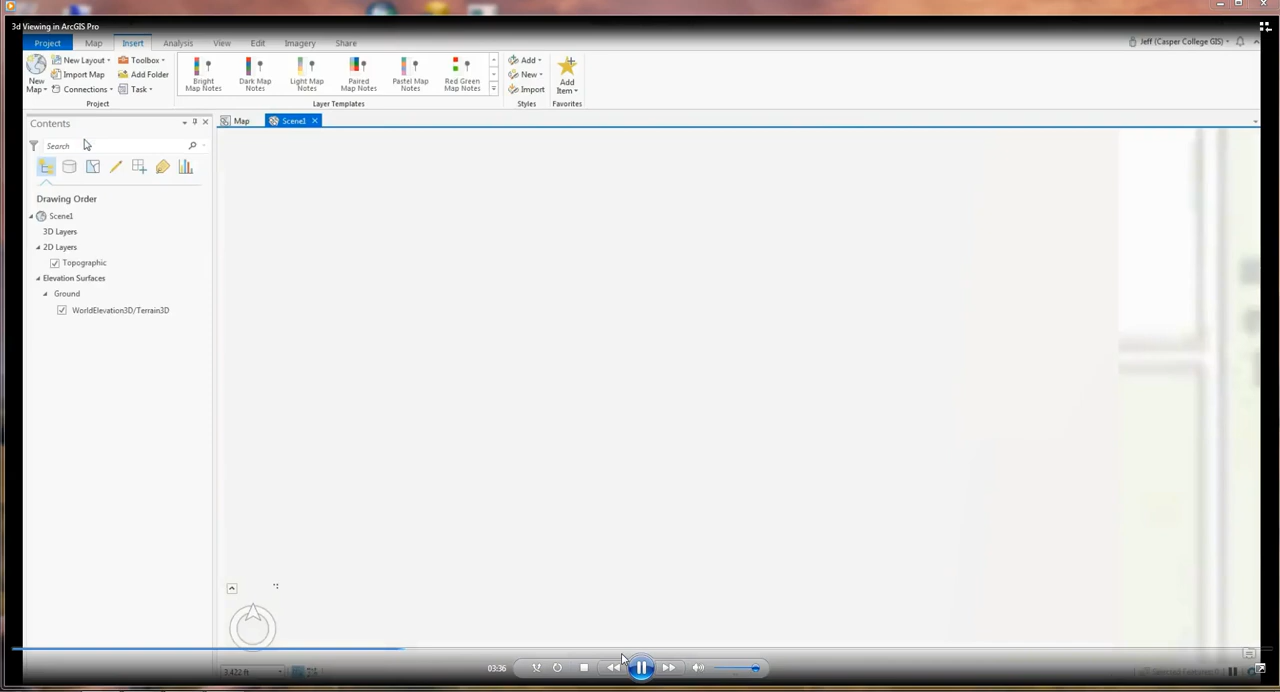 3d Viewing in ArcGIS Pro
Project Map Insert Analysis View Edit Imagery Share Jeff (Casper College GIS)
New Layout Toolbox Add
Import Map Add Folder New
New Map Connections Task Bright Map Notes Dark Map Notes Light Map Notes Paired Map Notes Pastel Map Notes Red Green Map Notes Import Add Item
Project Layer Templates Styles Favorites
Contents Map Scene1
Search
Drawing Order
Scene1
3D Layers
2D Layers
Topographic
Elevation Surfaces
Ground
WorldElevation3D/Terrain3D
03:36
3,422 ft